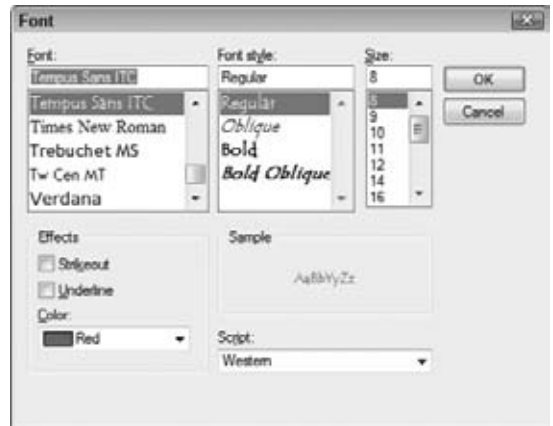 Font
Font:
Tempus Sans ITC
Tempus Sans ITC
Times New Roman
Trebuchet MS
Tw Cen MT
Verdana
Font style:
Regular
Regular
Oblique
Bold
Bold Oblique
Size:
8
8
9
10
11
12
14
16
OK
Cancel
Effects
Strikeout
Underline
Color:
Red
Sample
AaBbYyZz
Script:
Western